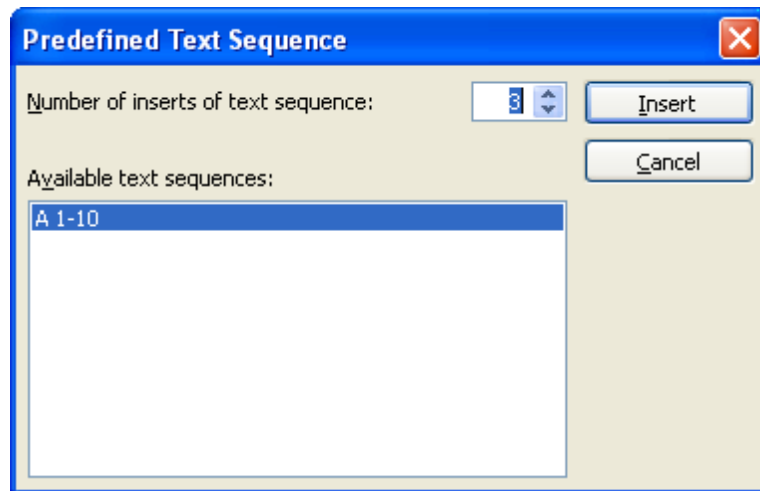 Predefined Text Sequence
Number of inserts of text sequence: 3
Insert
Cancel
Available text sequences:
A 1-10